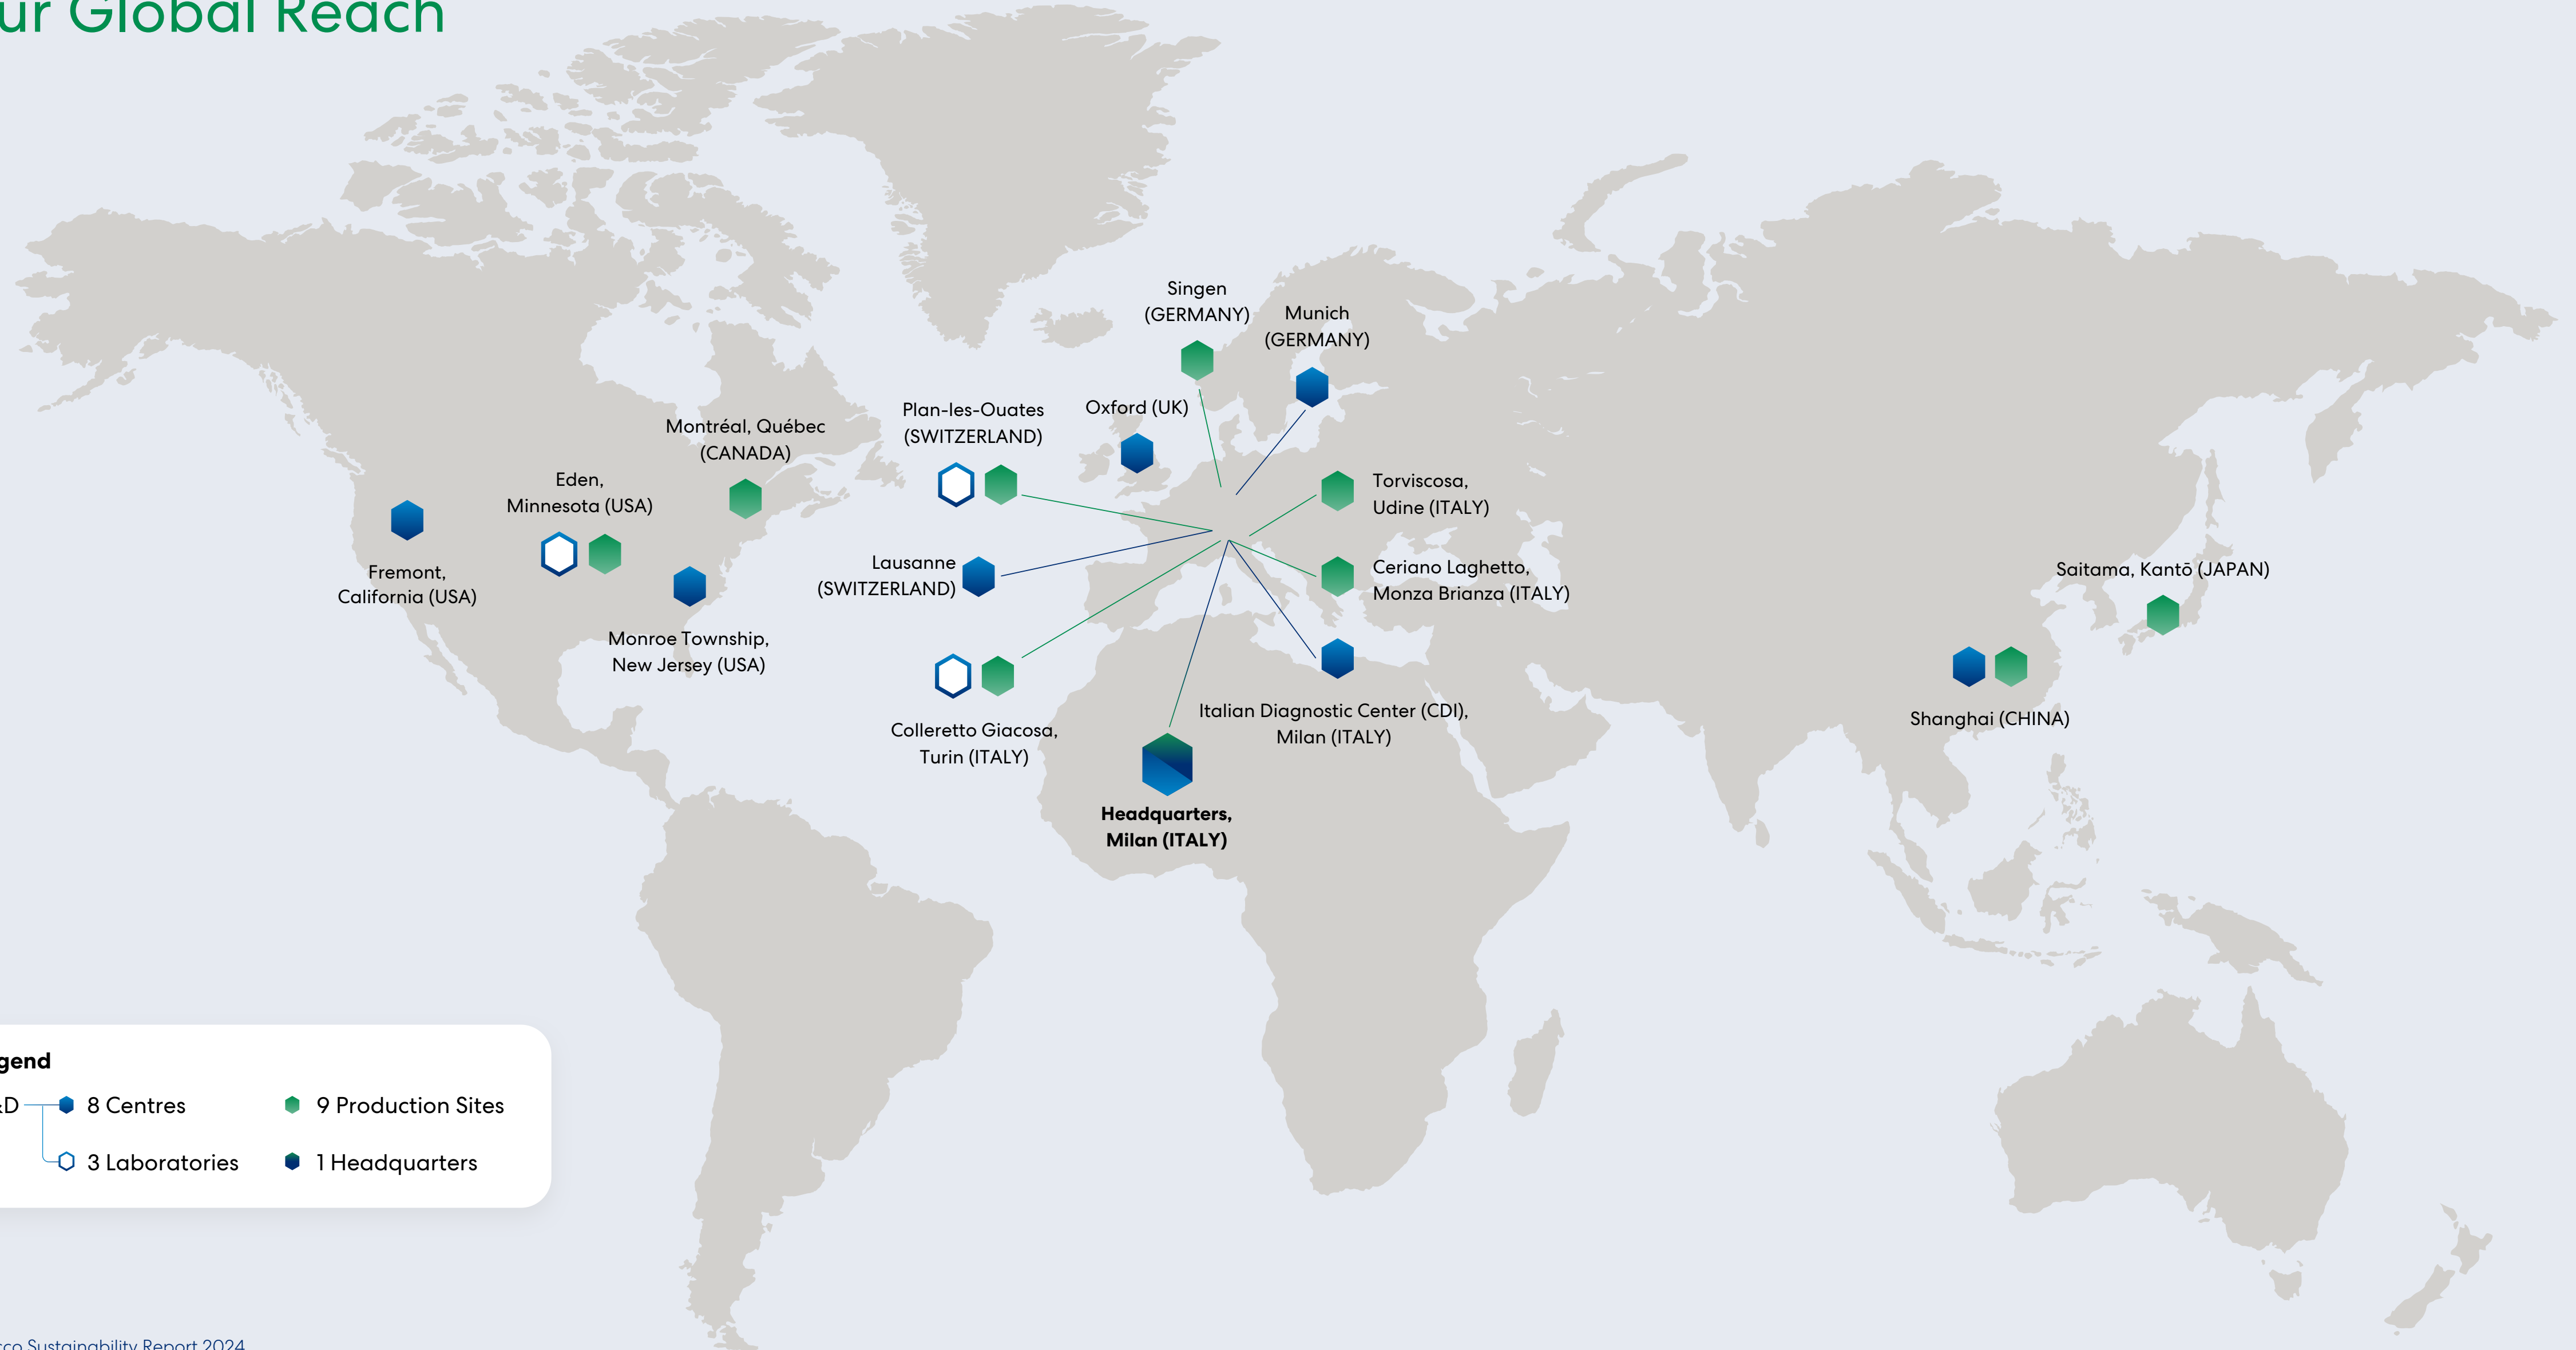 ur Global Reach
Singen
(GERMANY)
Munich
(GERMANY)
Oxford (UK)
Plan-les-Ouates
(SWITZERLAND)
Montréal, Québec
(CANADA)
Eden,
Minnesota (USA)
Torviscosa,
Udine (ITALY)
Fremont,
California (USA)
Lausanne
(SWITZERLAND)
Ceriano Laghetto,
Monza Brianza (ITALY)
Saitama, Kantō (JAPAN)
Monroe Township,
New Jersey (USA)
Colleretto Giacosa,
Turin (ITALY)
Italian Diagnostic Center (CDI),
Milan (ITALY)
Shanghai (CHINA)
Headquarters,
Milan (ITALY)
gend
&D
8 Centres
9 Production Sites
3 Laboratories
1 Headquarters
cco Sustainability Report 2024